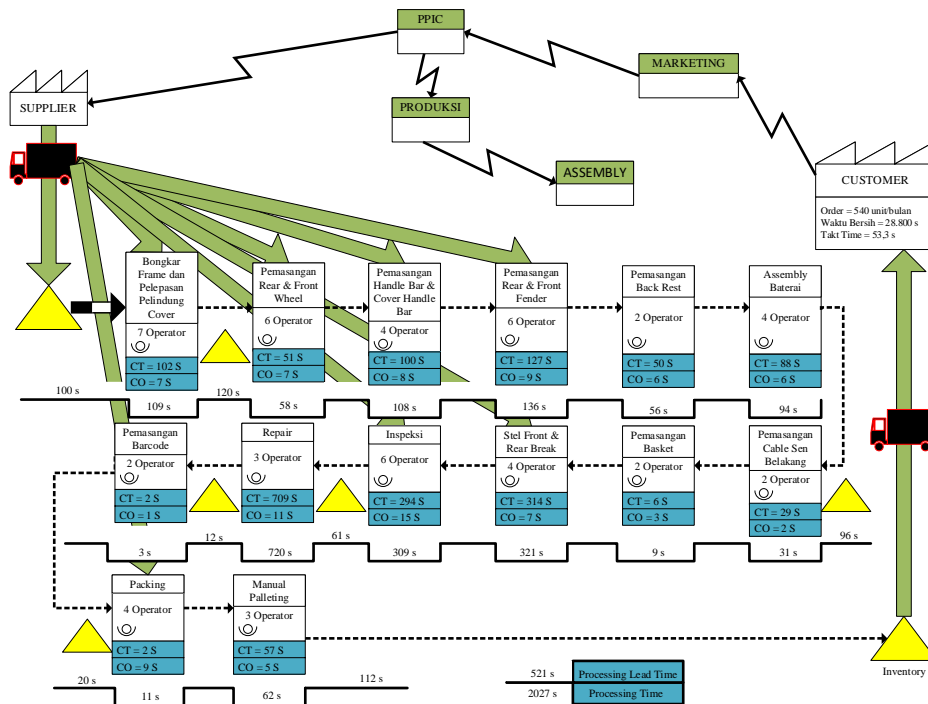 PPIC
MARKETING
SUPPLIER
PRODUKSI
ASSEMBLY
CUSTOMER
Order = 540 unit/bulan
Waktu Bersih = 28.800 s
Takt Time = 53,3 s
Bongkar
Frame dan
Pelepasan
Pelindung
Cover
7 Operator
CT = 102 S
CO = 7 S
Pemasangan
Rear & Front
Wheel
6 Operator
CT = 51 S
CO = 7 S
Pemasangan
Handle Bar &
Cover Handle
Bar
4 Operator
CT = 100 S
CO = 8 S
Pemasangan
Rear & Front
Fender
6 Operator
CT = 127 S
CO = 9 S
Pemasangan
Back Rest
2 Operator
CT = 50 S
CO = 6 S
Assembly
Baterai
4 Operator
CT = 88 S
CO = 6 S
100 s
109 s
120 s
58 s
108 s
136 s
56 s
94 s
Pemasangan
Barcode
2 Operator
CT = 2 S
CO = 1 S
Repair
3 Operator
CT = 709 S
CO = 11 S
Inspeksi
6 Operator
CT = 294 S
CO = 15 S
Stel Front &
Rear Break
4 Operator
CT = 314 S
CO = 7 S
Pemasangan
Basket
2 Operator
CT = 6 S
CO = 3 S
Pemasangan
Cable Sen
Belakang
2 Operator
CT = 29 S
CO = 2 S
3 s
12 s
720 s
61 s
309 s
321 s
9 s
31 s
96 s
Packing
4 Operator
CT = 2 S
CO = 9 S
Manual
Palleting
3 Operator
CT = 57 S
CO = 5 S
Inventory
20 s
11 s
62 s
112 s
521 s
Processing Lead Time
2027 s
Processing Time